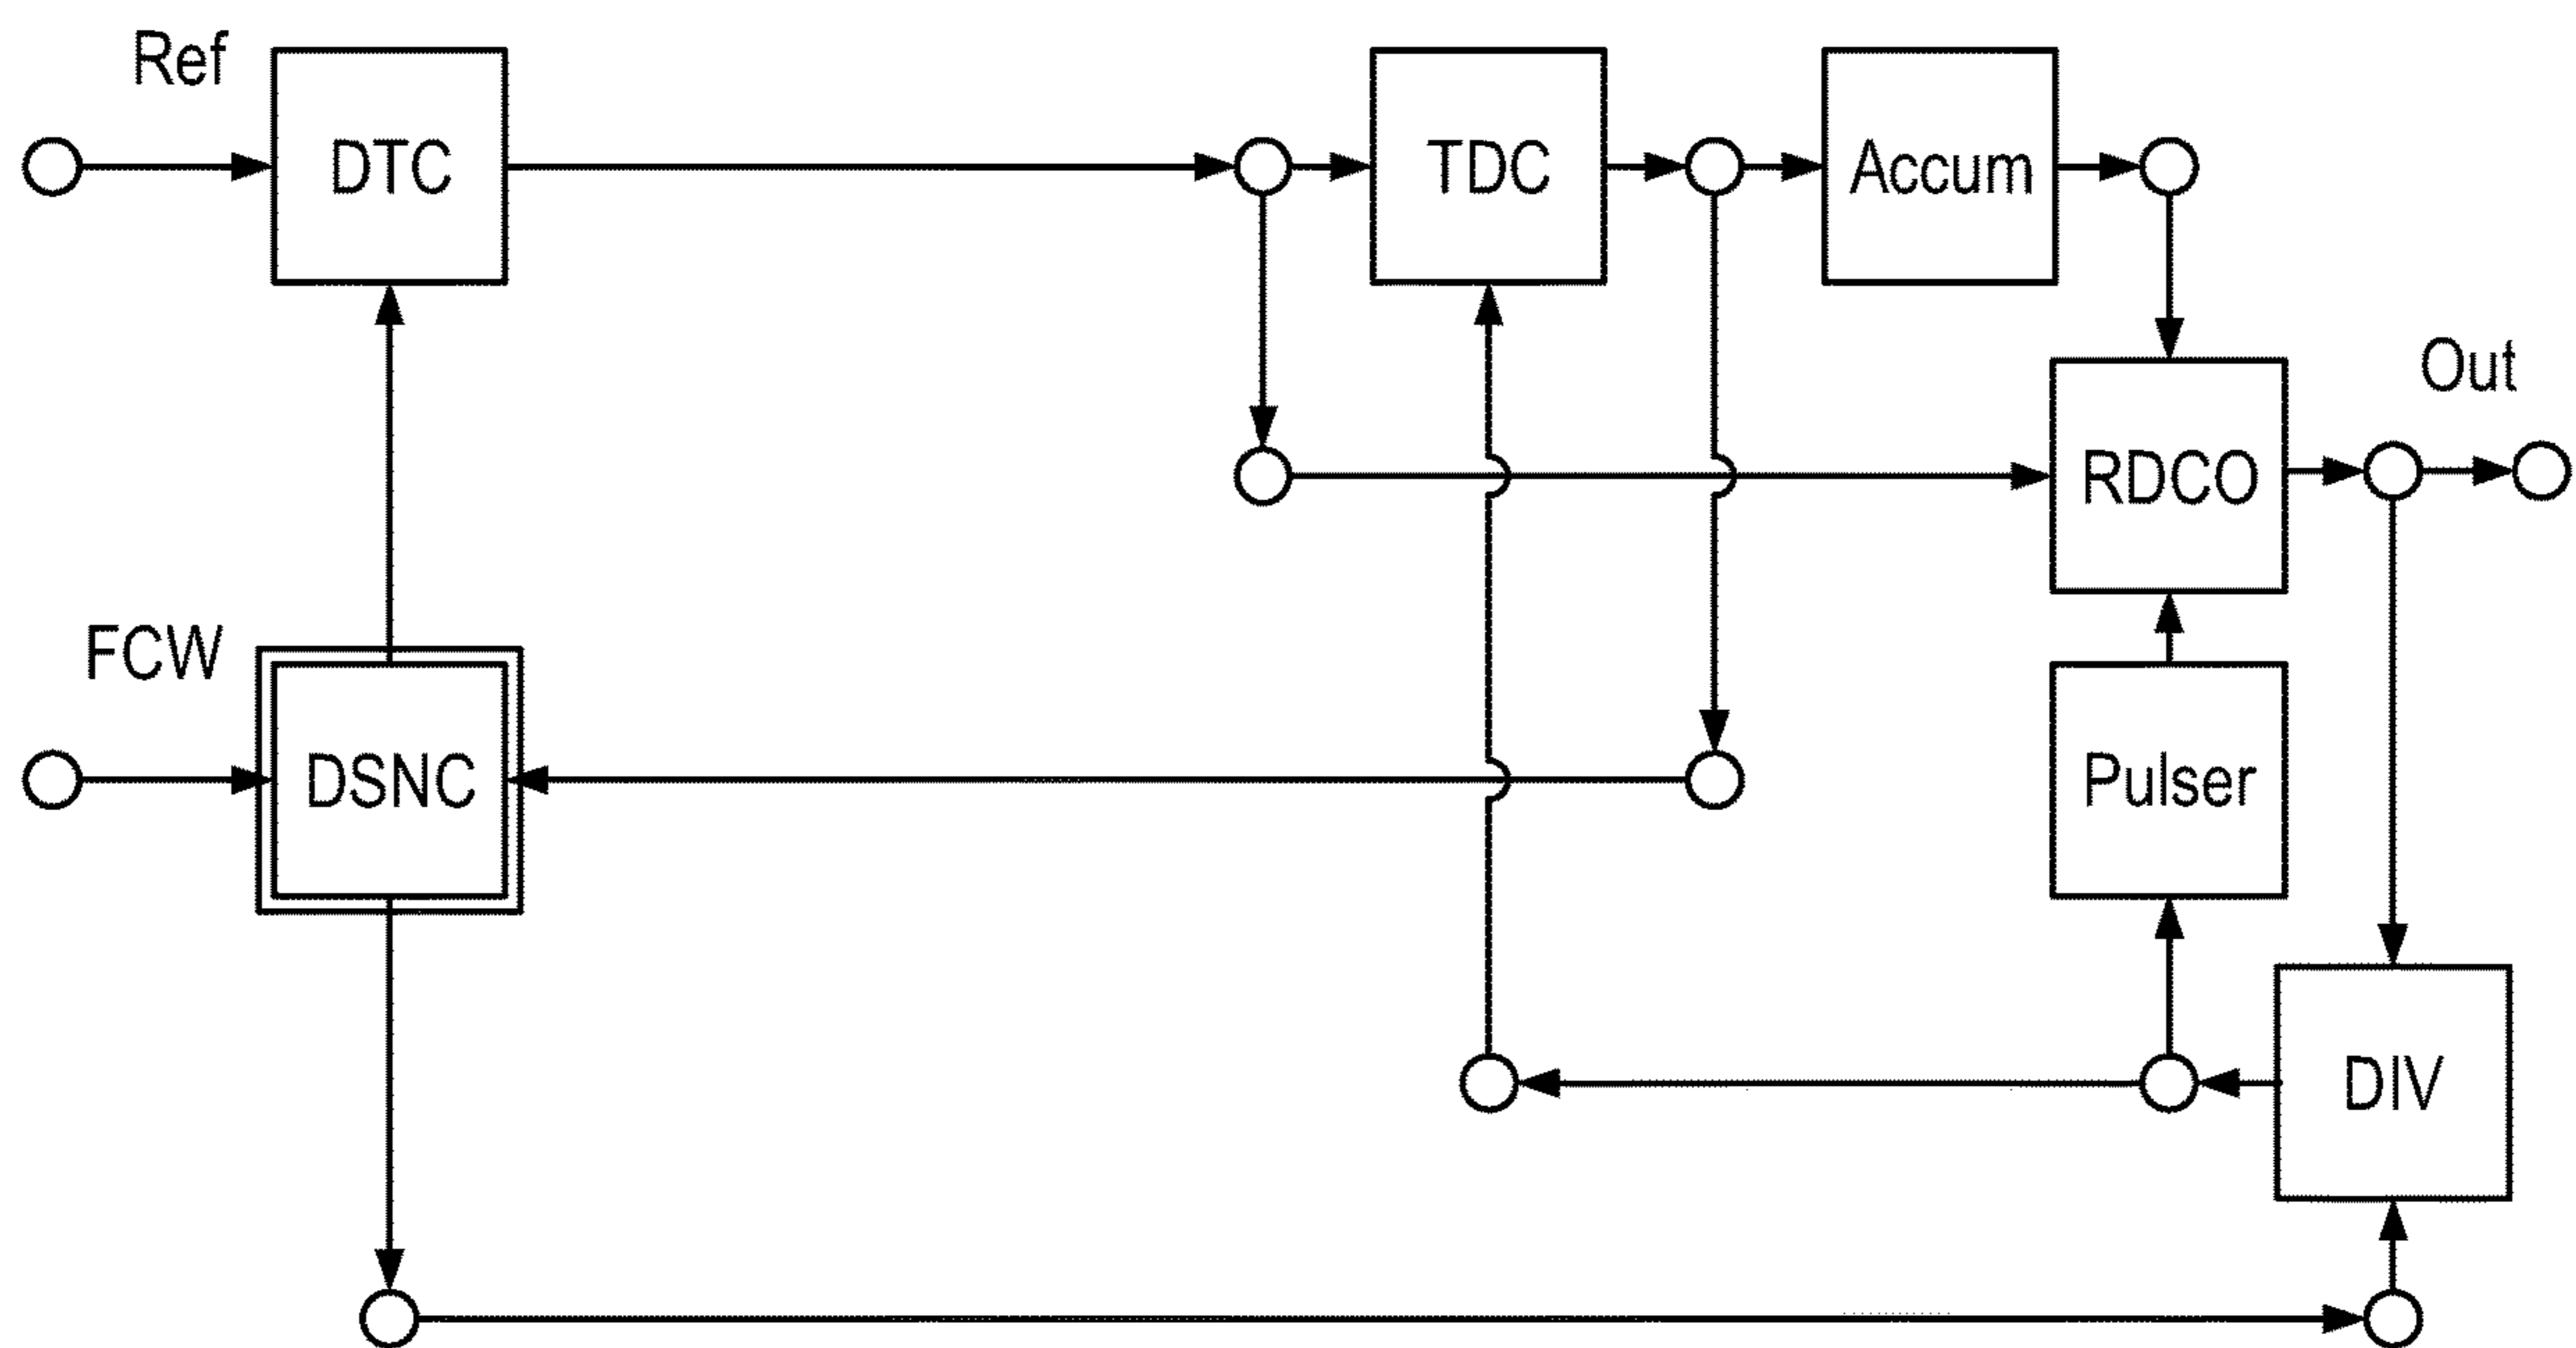 Ref
DTC
TDC
Accum
Out
RDCO
FCW
DSNC
Pulser
DIV